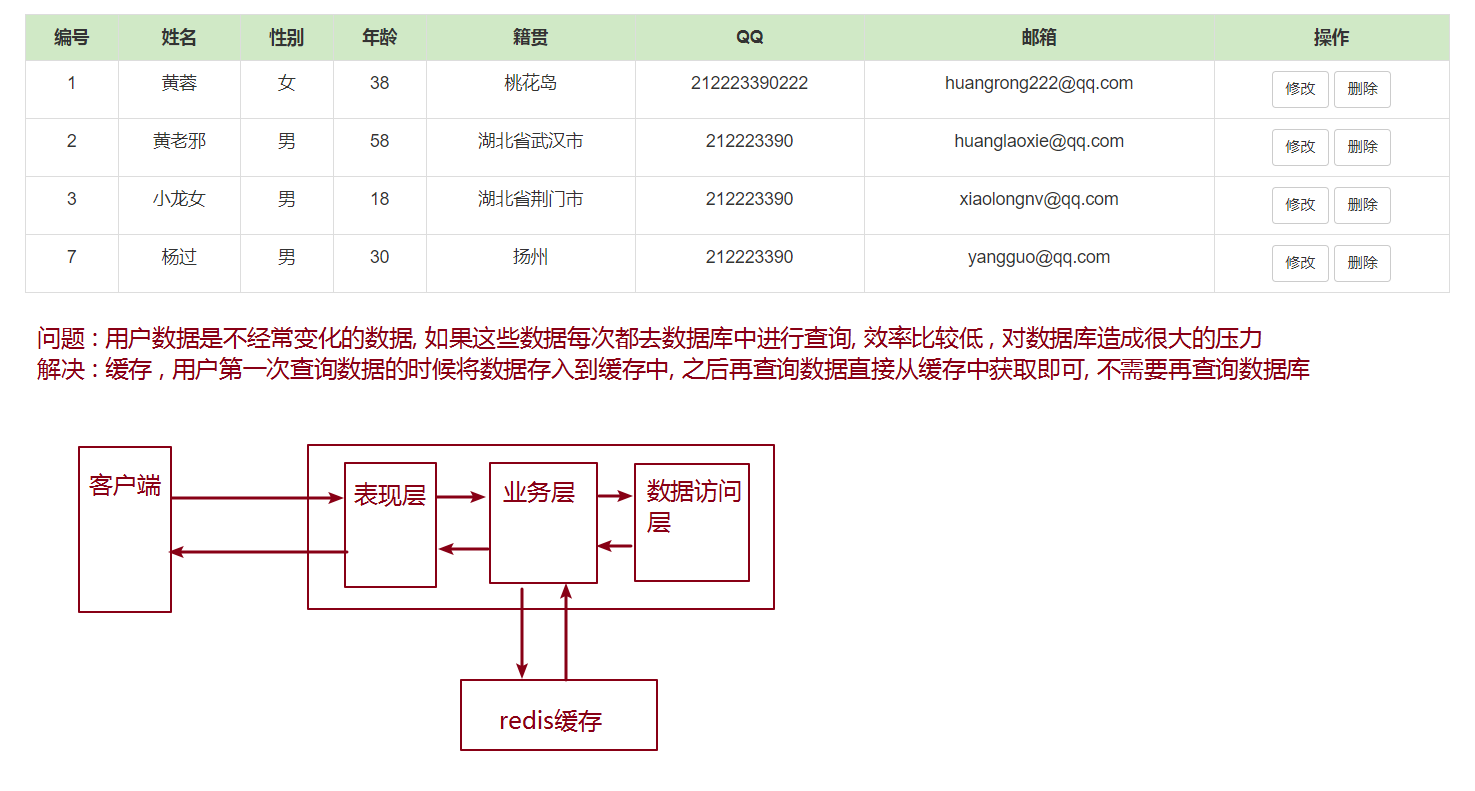 编号 姓名 性别 年龄 籍贯 QQ 邮箱 操作
1 黄蓉 女 38 桃花岛 212223390222 huangrong222@qq.com 修改 删除
2 黄老邪 男 58 湖北省武汉市 212223390 huanglaoxie@qq.com 修改 删除
3 小龙女 男 18 湖北省荆门市 212223390 xiaolongnv@qq.com 修改 删除
7 杨过 男 30 扬州 212223390 yangguo@qq.com 修改 删除
问题 : 用户数据是不经常变化的数据, 如果这些数据每次都去数据库中进行查询, 效率比较低 , 对数据库造成很大的压力
解决 : 缓存 , 用户第一次查询数据的时候将数据存入到缓存中, 之后再查询数据直接从缓存中获取即可, 不需要再查询数据库
客户端
表现层
业务层
数据访问
层
redis缓存